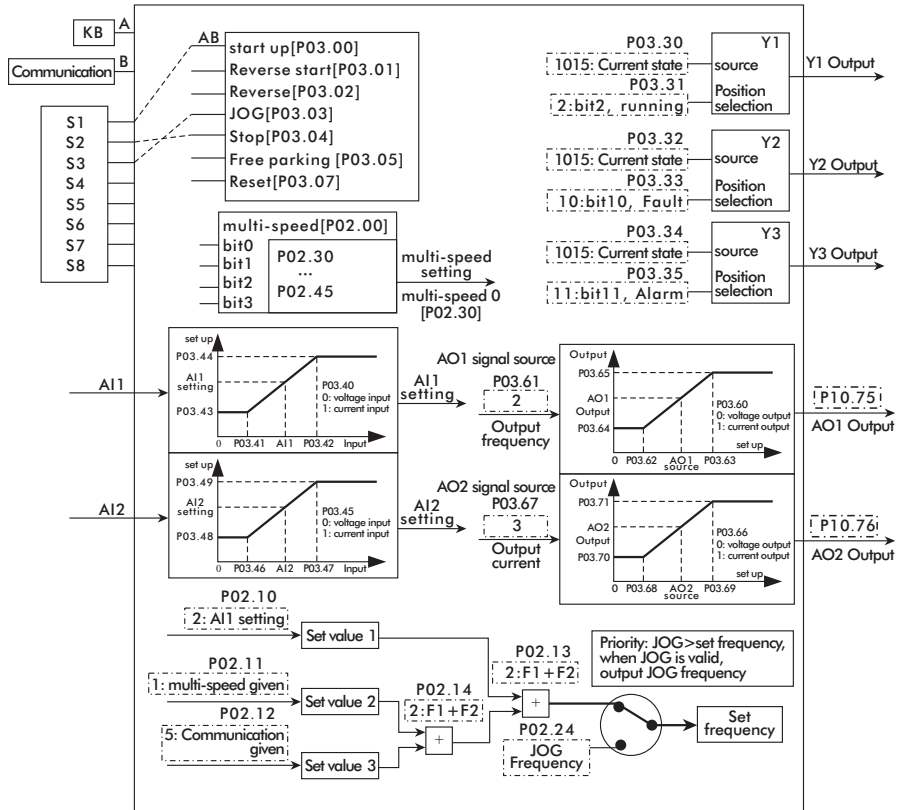 KB
A
Communication
B
S1
S2
S3
S4
S5
S6
S7
S8
AB
start up[P03.00]
Reverse start[P03.01]
Reverse[P03.02]
JOG[P03.03]
Stop[P03.04]
Free parking [P03.05]
Reset[P03.07]
multi-speed[P02.00]
bit0
bit1
bit2
bit3
P02.30
...
P02.45
multi-speed
setting
multi-speed 0
[P02.30]
P03.30
1015: Current state
P03.31
2:bit2, running
Y1
source
Position
selection
Y1 Output
P03.32
1015: Current state
P03.33
10:bit10, Fault
Y2
source
Position
selection
Y2 Output
P03.34
1015: Current state
P03.35
11:bit11, Alarm
Y3
source
Position
selection
Y3 Output
AI1
set up
P03.44
AI1
setting
P03.43
P03.40
0: voltage input
1: current input
0
P03.41
AI1
P03.42
Input
AI1
setting
AI2
set up
P03.49
AI2
setting
P03.48
P03.45
0: voltage input
1: current input
0
P03.46
AI2
P03.47
Input
AI2
setting
AO1 signal source
P03.61
2
Output
frequency
Output
P03.65
AO1
Output
P03.64
P03.60
0: voltage output
1: current output
set up
0
P03.62
AO1
source
P03.63
P10.75
AO1 Output
AO2 signal source
P03.67
3
Output
current
Output
P03.71
AO2
Output
P03.70
P03.66
0: voltage output
1: current output
set up
0
P03.68
AO2
source
P03.69
P10.76
AO2 Output
P02.10
2: AI1 setting
Set value 1
P02.11
1: multi-speed given
Set value 2
P02.12
5: Communication
given
Set value 3
P02.14
2:F1+F2
+
P02.13
2:F1+F2
+
Priority: JOG>set frequency,
when JOG is valid,
output JOG frequency
P02.24
JOG
Frequency
Set
frequency